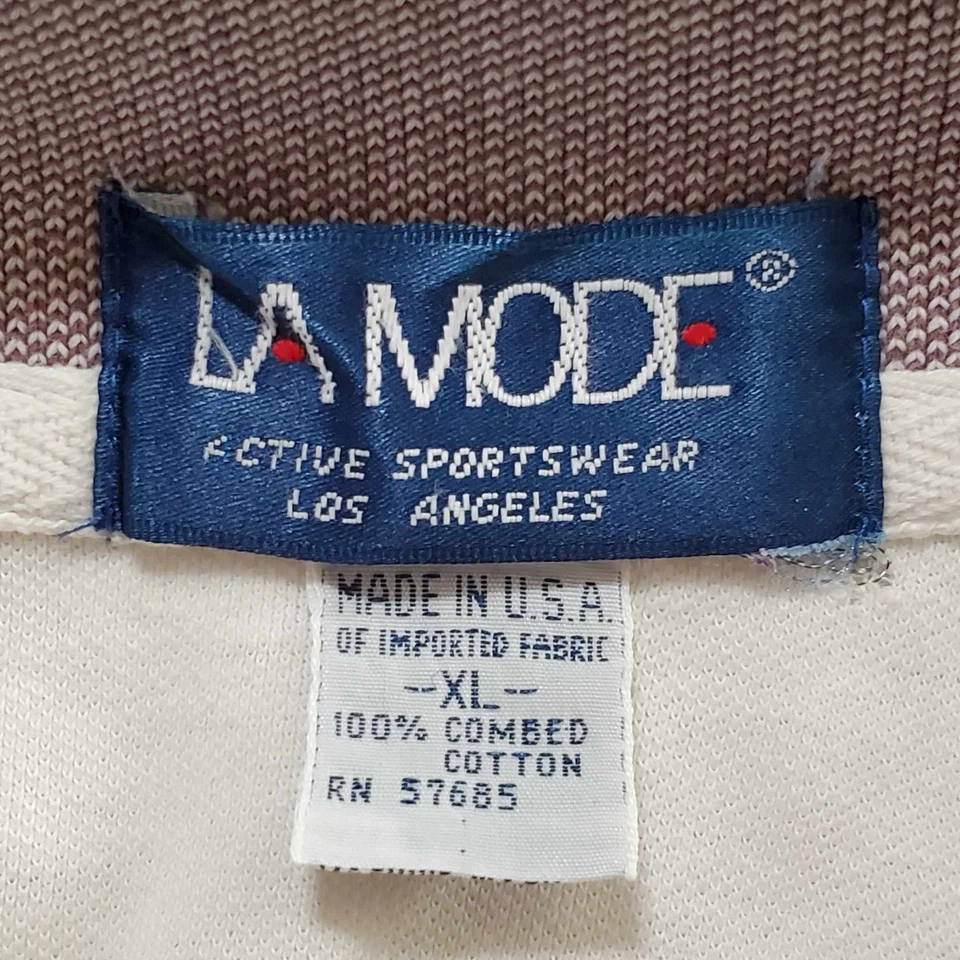 LA MODE ®
ACTIVE SPORTSWEAR
LOS ANGELES
MADE IN U.S.A.
OF IMPORTED FABRIC
-XL-
100% COMBED
COTTON
RN 57685